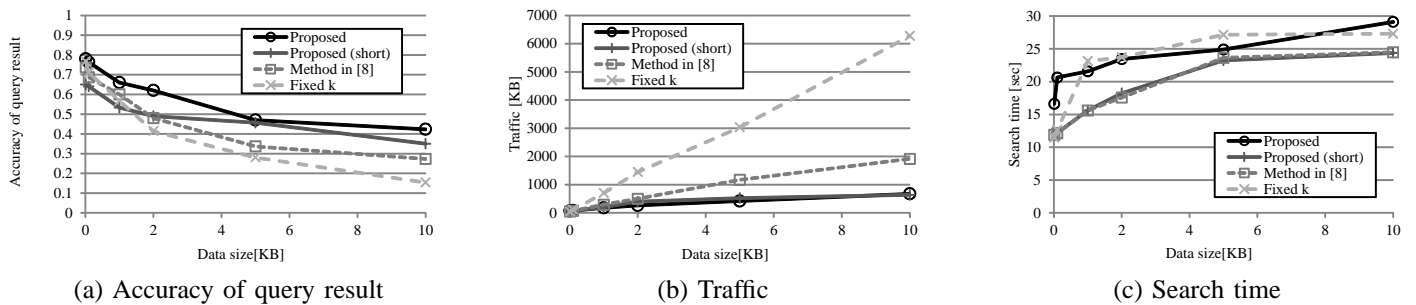 Accuracy of query result
1
0.9
0.8
0.7
0.6
0.5
0.4
0.3
0.2
0.1
0
0
2
4
6
8
10
Data size[KB]
Proposed
Proposed (short)
Method in [8]
Fixed k
(a) Accuracy of query result
Traffic [KB]
7000
6000
5000
4000
3000
2000
1000
0
0
2
4
6
8
10
Data size[KB]
Proposed
Proposed (short)
Method in [8]
Fixed k
(b) Traffic
Search time [sec]
30
25
20
15
10
5
0
0
2
4
6
8
10
Data size[KB]
Proposed
Proposed (short)
Method in [8]
Fixed k
(c) Search time